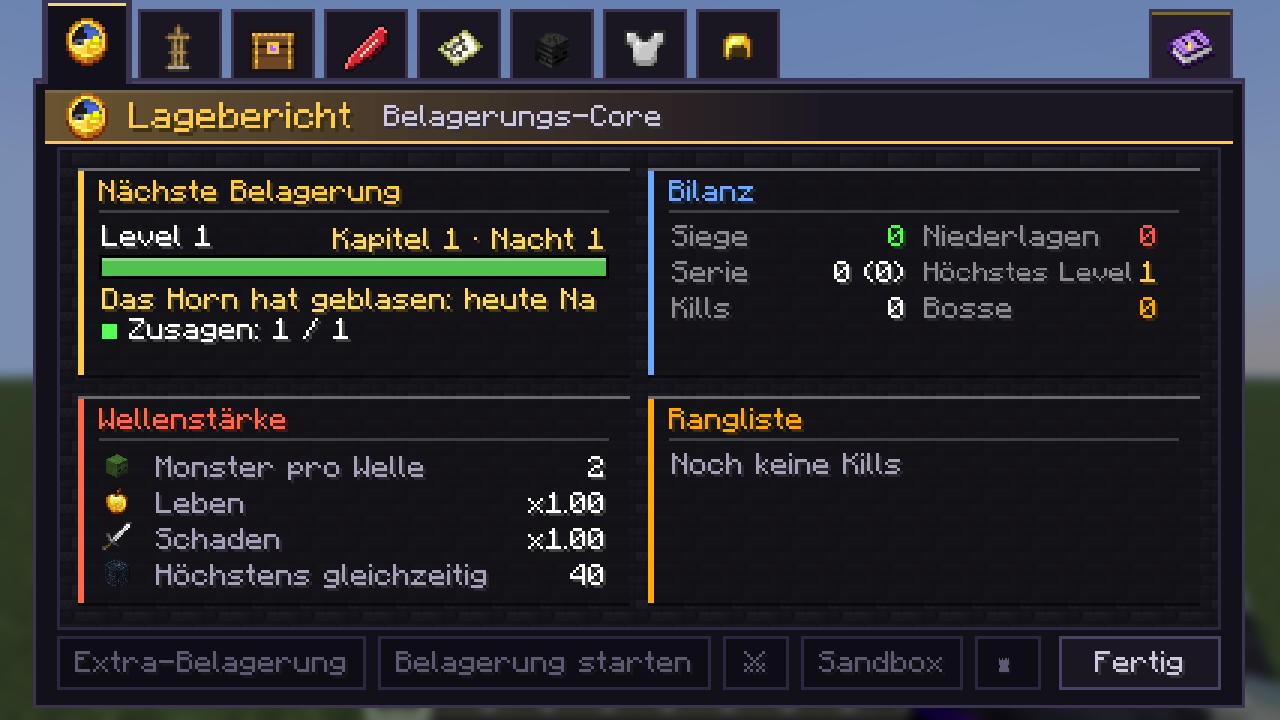 Lagebericht Belagerungs-Core
Nächste Belagerung
Level 1 Kapitel 1 · Nacht 1
Das Horn hat geblasen: heute Na
Zusagen: 1 / 1
Bilanz
Siege 0 Niederlagen 0
Serie 0 (0) Höchstes Level 1
Kills 0 Bosse 0
Wellenstärke
Monster pro Welle 2
Leben x1.00
Schaden x1.00
Höchstens gleichzeitig 40
Rangliste
Noch keine Kills
Extra-Belagerung Belagerung starten Sandbox Fertig